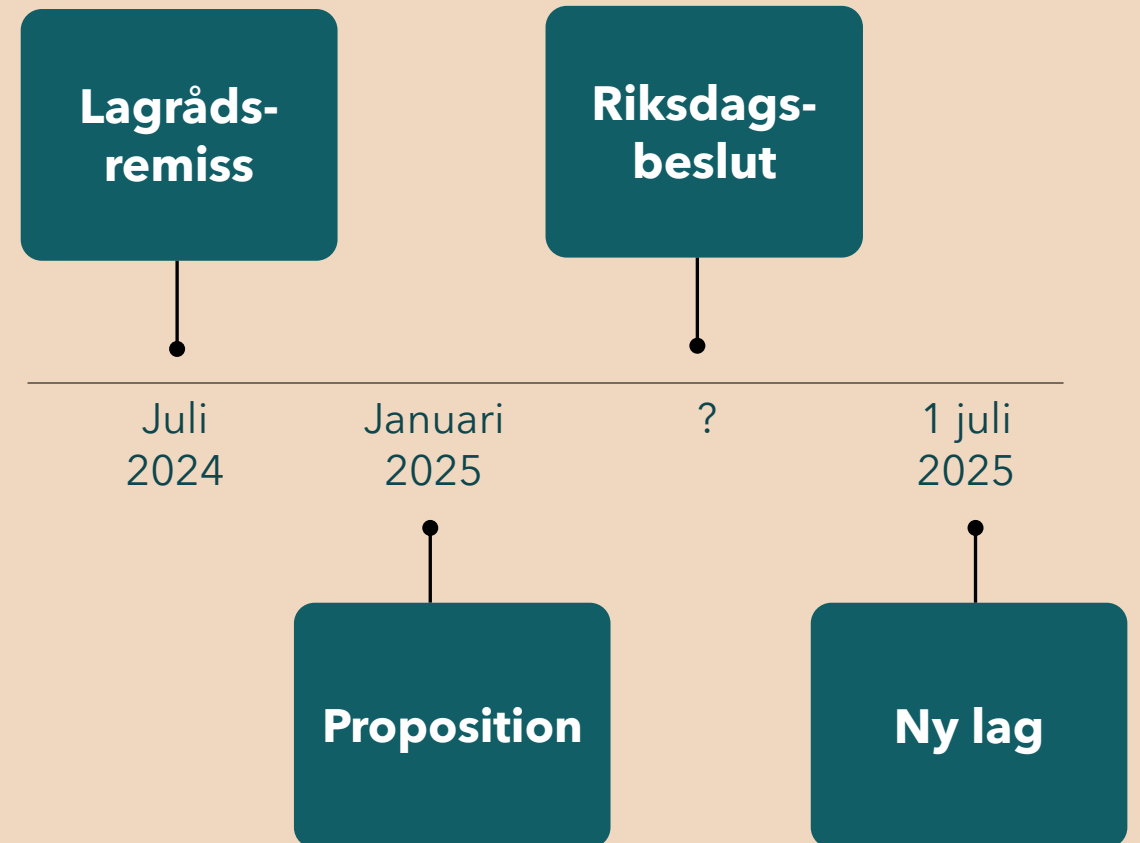 Lagråds-
remiss
Riksdags-
beslut
Juli
2024
Januari
2025
?
1 juli
2025
Proposition
Ny lag